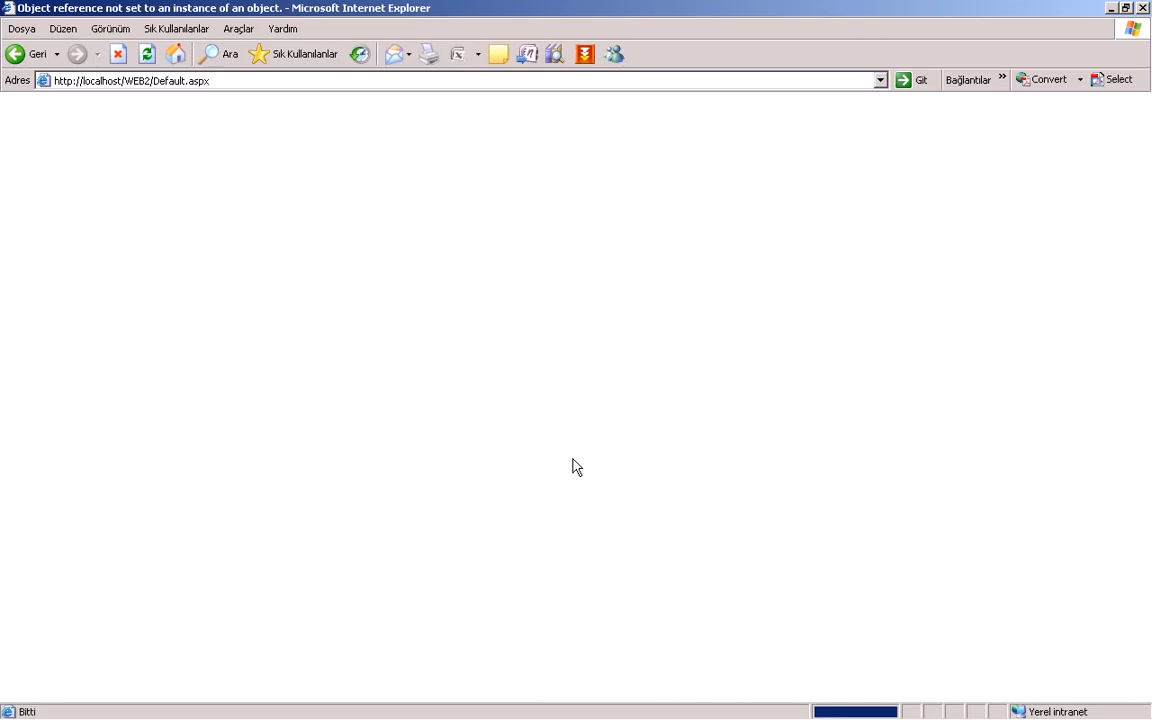 Object reference not set to an instance of an object. - Microsoft Internet Explorer
Dosya Düzen Görünüm Sık Kullanılanlar Araçlar Yardım
Geri Ara Sık Kullanılanlar
Adres http://localhost/WEB2/Default.aspx Git Bağlantılar » Convert Select
Bitti Yerel intranet